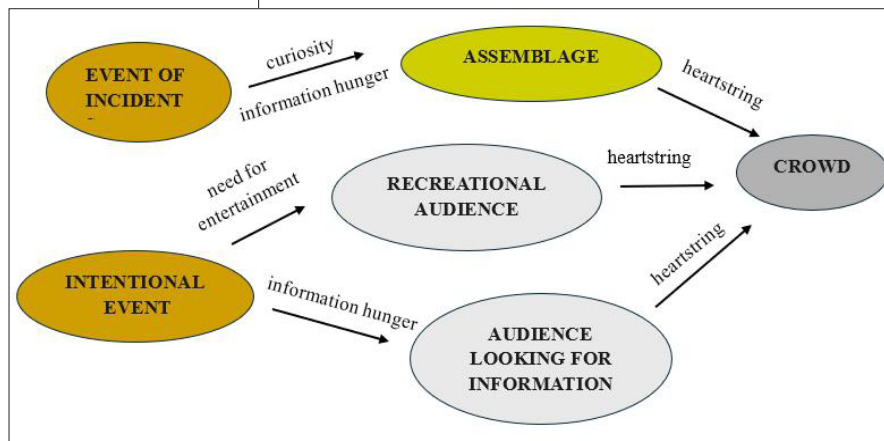 EVENT OF
INCIDENT
curiosity
information hunger
ASSEMBLAGE
heartstring
need for
entertainment
RECREATIONAL
AUDIENCE
heartstring
CROWD
INTENTIONAL
EVENT
information hunger
AUDIENCE
LOOKING FOR
INFORMATION
heartstring